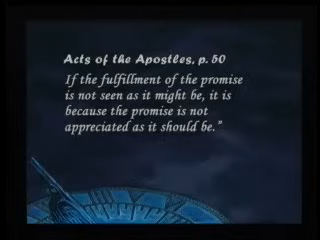 Acts of the Apostles, p. 50
If the fulfillment of the promise
is not seen as it might be, it is
because the promise is not
appreciated as it should be."